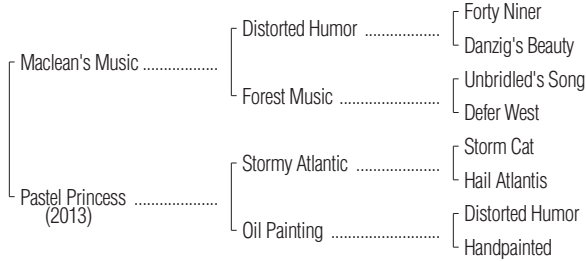 Forty Niner
Distorted Humor ..................
Danzig's Beauty
Maclean's Music ..................
Unbridled's Song
Forest Music ........................
Defer West
Storm Cat
Stormy Atlantic ....................
Hail Atlantis
Pastel Princess ....................
(2013)
Distorted Humor
Oil Painting ..........................
Handpainted